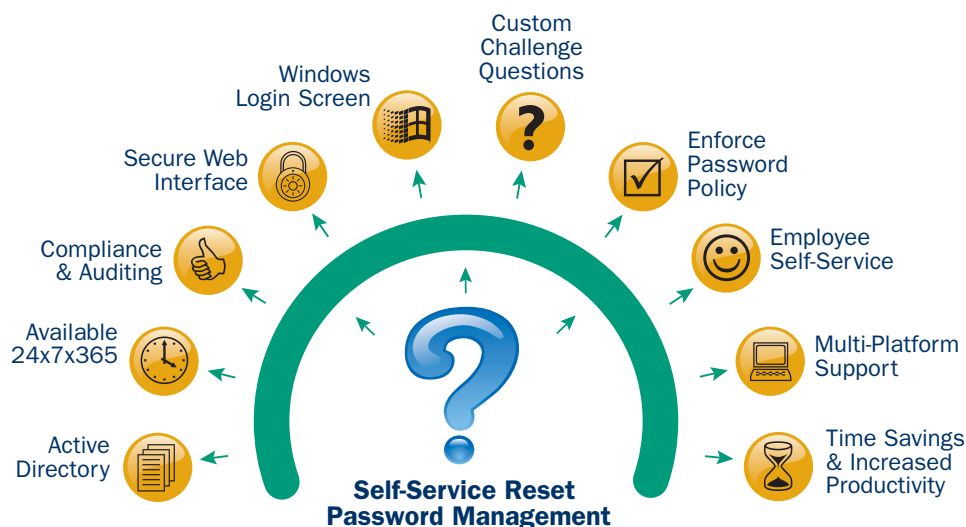 Custom
Challenge
Questions
Windows
Login Screen
Secure Web
Interface
Enforce
Password
Policy
Compliance
& Auditing
Employee
Self-Service
Available
24x7x365
Multi-Platform
Support
Active
Directory
Time Savings
& Increased
Productivity
Self-Service Reset
Password Management